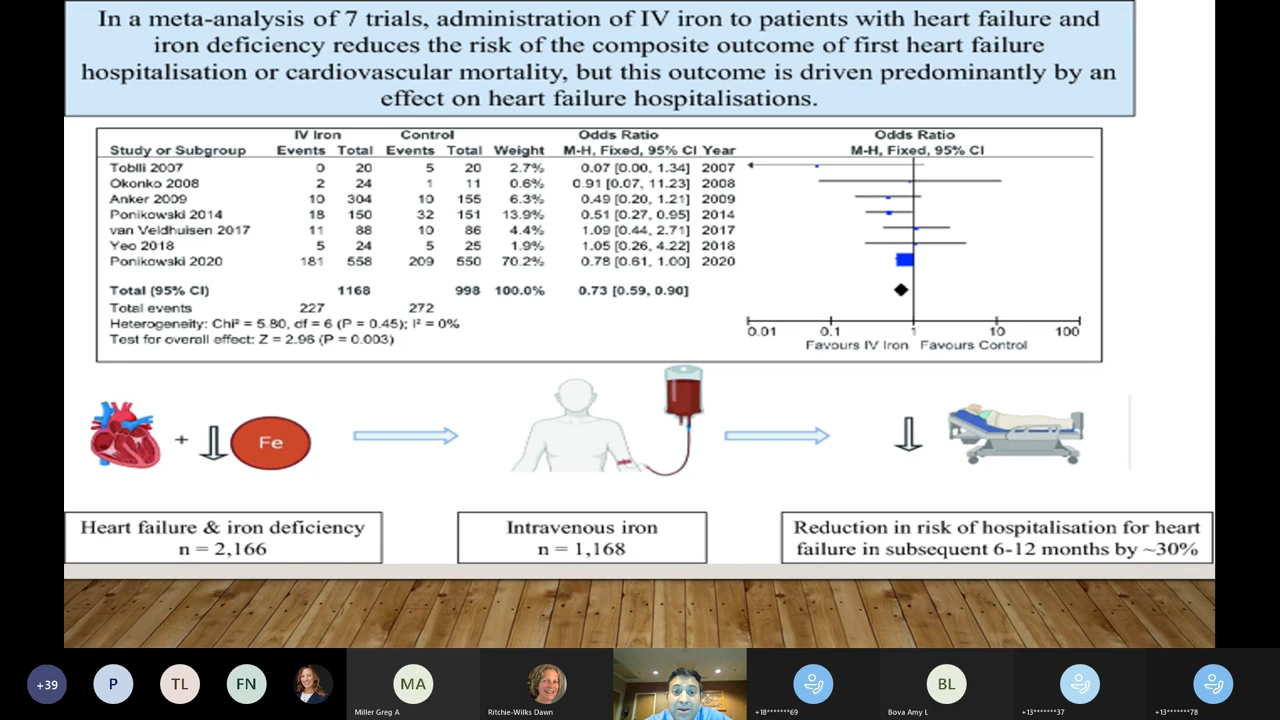 In a meta-analysis of 7 trials, administration of IV iron to patients with heart failure and
iron deficiency reduces the risk of the composite outcome of first heart failure
hospitalisation or cardiovascular mortality, but this outcome is driven predominantly by an
effect on heart failure hospitalisations.
IV Iron Control Odds Ratio Odds Ratio
Study or Subgroup Events Total Events Total Weight M-H, Fixed, 95% CI Year M-H, Fixed, 95% CI
Toblli 2007 0 20 5 20 2.7% 0.07 [0.00, 1.34] 2007
Okonko 2008 2 24 1 11 0.6% 0.91 [0.07, 11.23] 2008
Anker 2009 10 304 10 155 6.3% 0.49 [0.20, 1.21] 2009
Ponikowski 2014 18 150 32 151 13.9% 0.51 [0.27, 0.95] 2014
van Veldhuisen 2017 11 88 10 86 4.4% 1.09 [0.44, 2.71] 2017
Yeo 2018 5 24 5 25 1.9% 1.05 [0.26, 4.22] 2018
Ponikowski 2020 181 558 209 550 70.2% 0.78 [0.61, 1.00] 2020
Total (95% CI) 1168 998 100.0% 0.73 [0.59, 0.90]
Total events 227 272
Heterogeneity: Chi² = 5.80, df = 6 (P = 0.45); I² = 0%
Test for overall effect: Z = 2.96 (P = 0.003)
0.01 0.1 1 10 100
Favours IV Iron Favours Control
+ Fe
Heart failure & iron deficiency
n = 2,166
Intravenous iron
n = 1,168
Reduction in risk of hospitalisation for heart
failure in subsequent 6-12 months by ~30%
+39 P TL FN MA BL
Miller Greg A Ritchie-Wilks Dawn +18*******69 Bova Amy L +13*******37 +13*******78